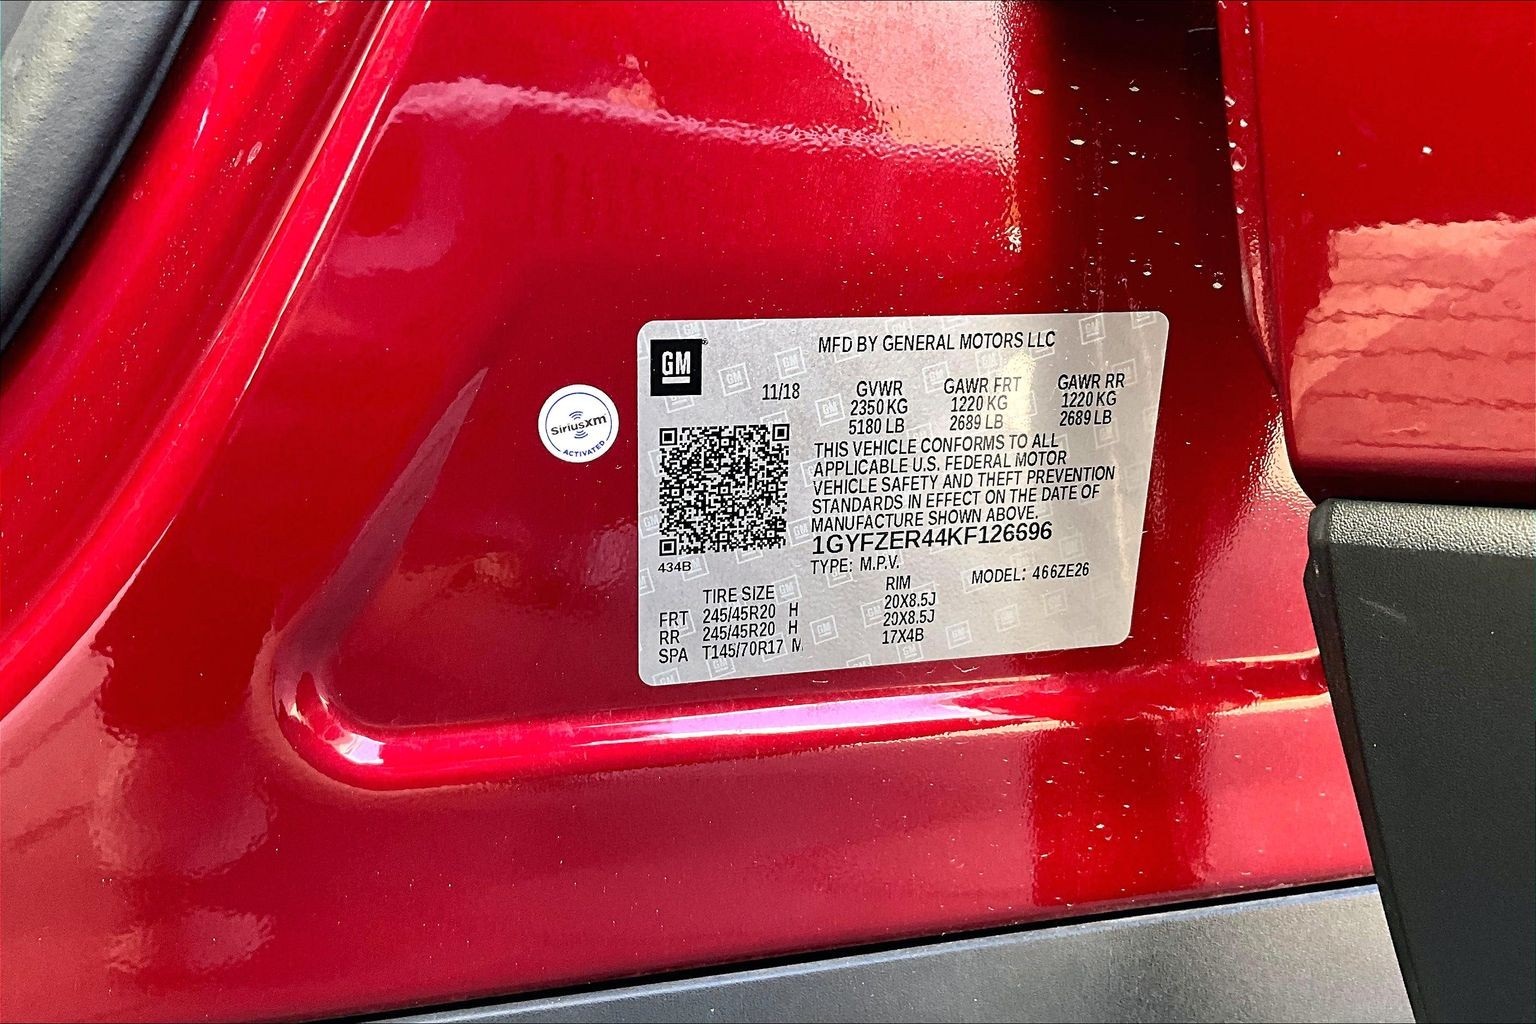 GM
MFD BY GENERAL MOTORS LLC
11/18
GVWR GAWR FRT GAWR RR
2350 KG 1220 KG 1220 KG
5180 LB 2689 LB 2689 LB
THIS VEHICLE CONFORMS TO ALL
APPLICABLE U.S. FEDERAL MOTOR
VEHICLE SAFETY AND THEFT PREVENTION
STANDARDS IN EFFECT ON THE DATE OF
MANUFACTURE SHOWN ABOVE.
1GYFZER44KF126696
TYPE: M.P.V. MODEL: 466ZE26
434B
TIRE SIZE RIM
FRT 245/45R20 H 20X8.5J
RR 245/45R20 H 20X8.5J
SPA T145/70R17 M 17X4B
SiriusXm
ACTIVATED